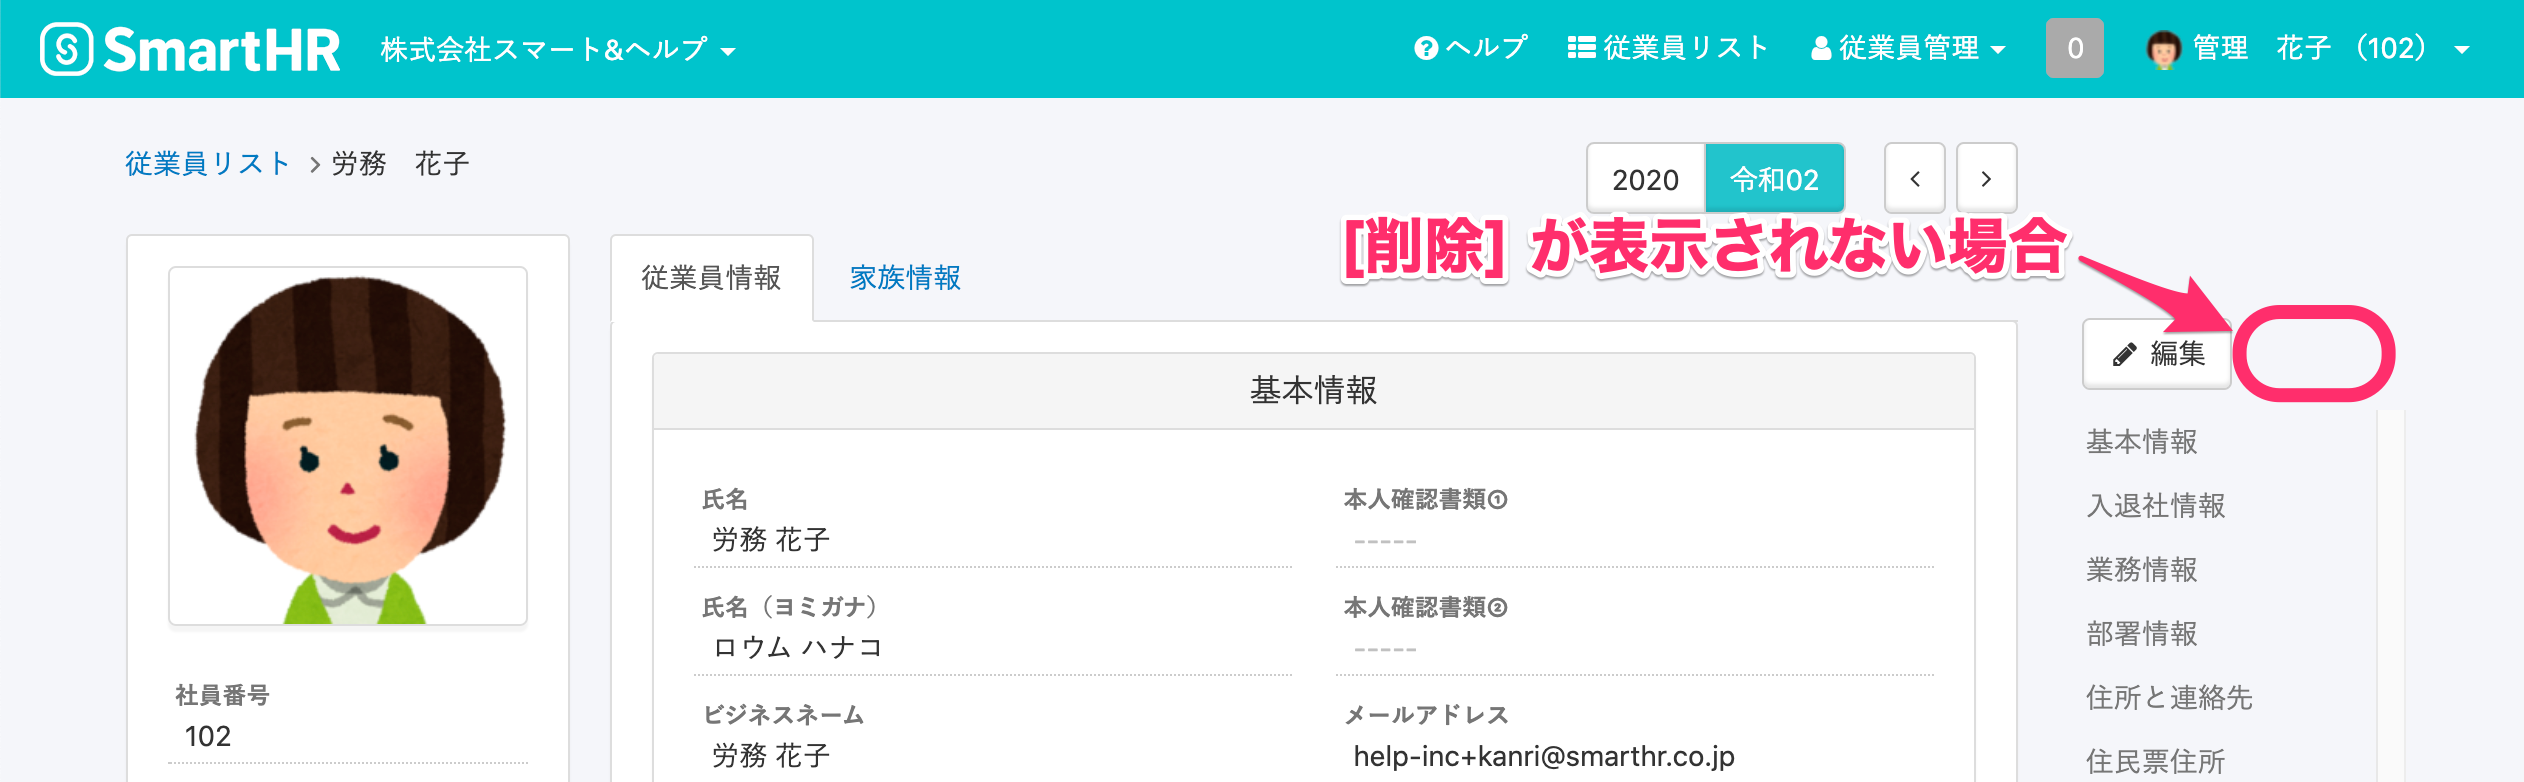 SmartHR 株式会社スマート&ヘルプ ヘルプ 従業員リスト 従業員管理 0 管理 花子 (102)
従業員リスト > 労務 花子
2020 令和02 < >
[削除] が表示されない場合
従業員情報 家族情報
編集
基本情報
氏名
労務 花子
氏名（ヨミガナ）
ロウム ハナコ
ビジネスネーム
労務 花子
本人確認書類①
-----
本人確認書類②
-----
メールアドレス
help-inc+kanri@smarthr.co.jp
社員番号
102
基本情報
入退社情報
業務情報
部署情報
住所と連絡先
住民票住所